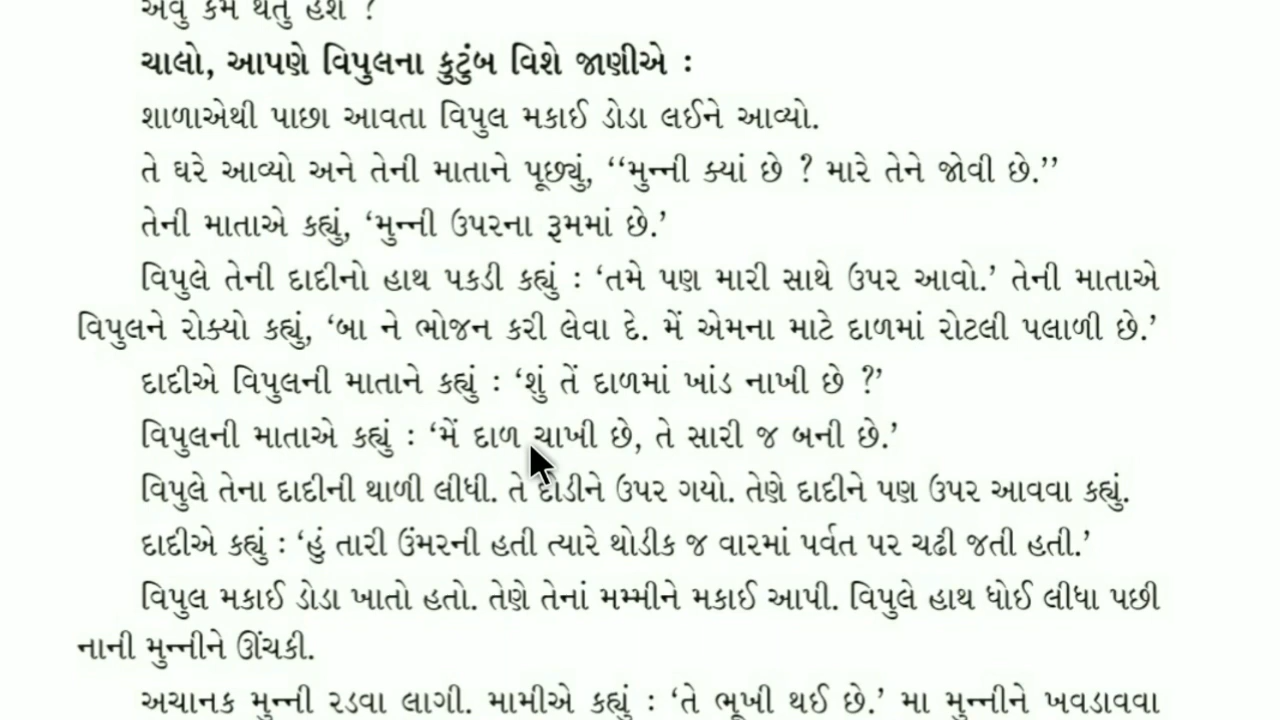 એવું કેમ થતું હશે ?
ચાલો, આપણે વિપુલના કુટુંબ વિશે જાણીએ :
શાળાએથી પાછા આવતા વિપુલ મકાઈ ડોડા લઈને આવ્યો.
તે ઘરે આવ્યો અને તેની માતાને પૂછ્યું, ‘‘મુન્ની ક્યાં છે ? મારે તેને જોવી છે.’’
તેની માતાએ કહ્યું, ‘મુન્ની ઉપરના રૂમમાં છે.’
વિપુલે તેની દાદીનો હાથ પકડી કહ્યું : ‘તમે પણ મારી સાથે ઉપર આવો.’ તેની માતાએ
વિપુલને રોક્યો કહ્યું, ‘બા ને ભોજન કરી લેવા દે. મેં એમના માટે દાળમાં રોટલી પલાળી છે.’
દાદીએ વિપુલની માતાને કહ્યું : ‘શું તેં દાળમાં ખાંડ નાખી છે ?’
વિપુલની માતાએ કહ્યું : ‘મેં દાળ ચાખી છે, તે સારી જ બની છે.’
વિપુલે તેના દાદીની થાળી લીધી. તે દોડીને ઉપર ગયો. તેણે દાદીને પણ ઉપર આવવા કહ્યું.
દાદીએ કહ્યું : ‘હું તારી ઉંમરની હતી ત્યારે થોડીક જ વારમાં પર્વત પર ચઢી જતી હતી.’
વિપુલ મકાઈ ડોડા ખાતો હતો. તેણે તેનાં મમ્મીને મકાઈ આપી. વિપુલે હાથ ધોઈ લીધા પછી
નાની મુન્નીને ઊંચકી.
અચાનક મુન્ની રડવા લાગી. મામીએ કહ્યું : ‘તે ભૂખી થઈ છે.’ મા મુન્નીને ખવડાવવા